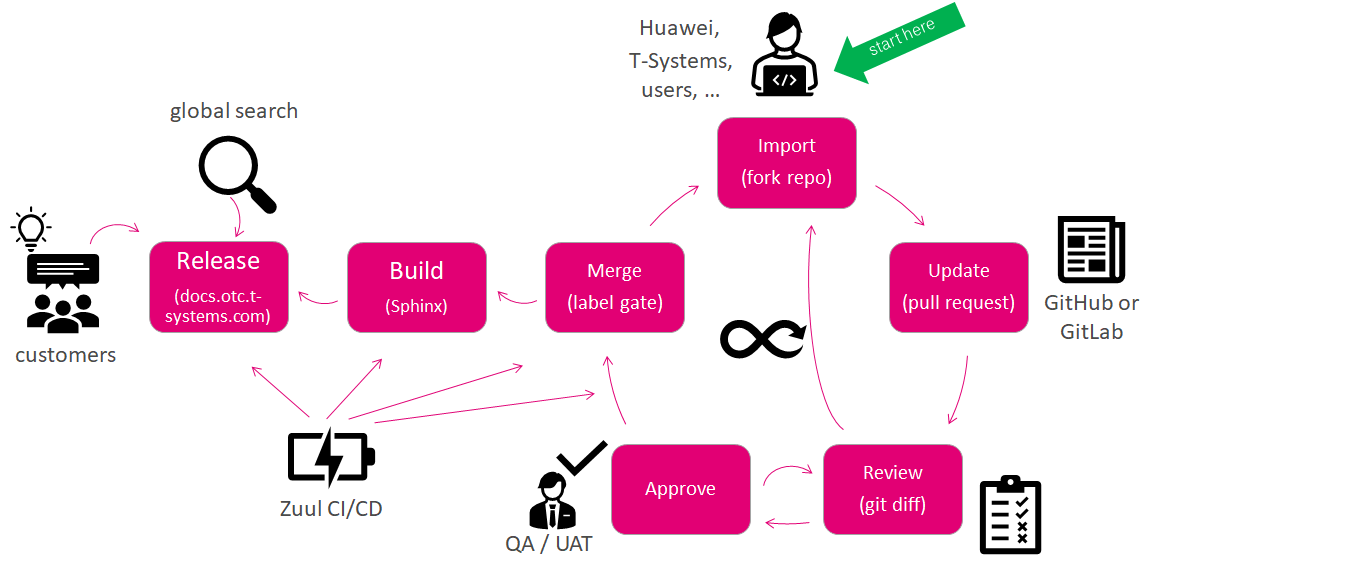 Huawei,
T-Systems,
users, ...
start here
</>
global search
Import
(fork repo)
Release
(docs.otc.t-
systems.com)
Build
(Sphinx)
Merge
(label gate)
Update
(pull request)
GitHub or
GitLab
customers
Zuul CI/CD
Approve
Review
(git diff)
QA / UAT